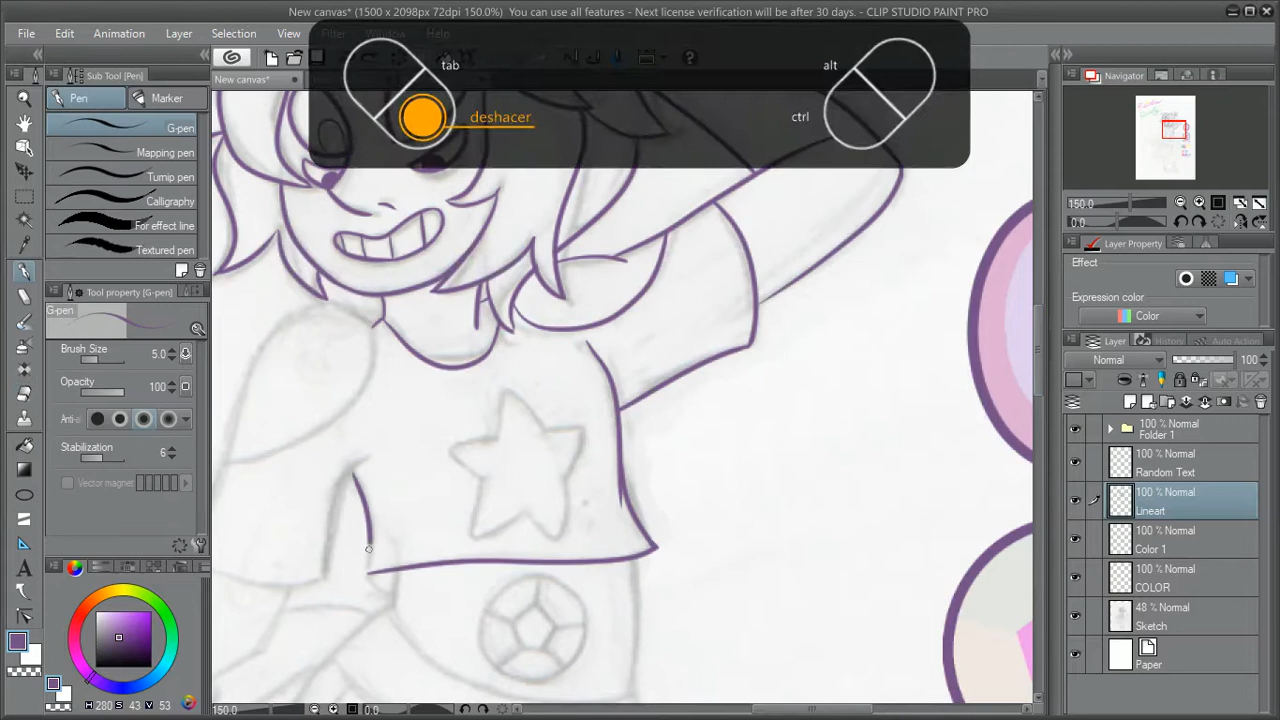 New canvas* (1500 x 2098px 72dpi 150.0%) You can use all features - Next license verification will be after 30 days. - CLIP STUDIO PAINT PRO
File Edit Animation Layer Selection View Filter Window Help
tab
deshacer
alt
ctrl
Sub Tool [Pen]
New canvas*
Pen
Marker
G-pen
Mapping pen
Turnip pen
Calligraphy
For effect line
Textured pen
Tool property [G-pen]
G-pen
Brush Size 5.0
Opacity 100
Anti-al
Stabilization 6
Vector magnet
H 280 S 43 V 53
150.0
0.0
Navigator
150.0
0.0
Layer Property
Effect
Expression color
Color
Layer
History
Auto Action
Normal
100
100 % Normal
Folder 1
100 % Normal
Random Text
100 % Normal
Lineart
100 % Normal
Color 1
100 % Normal
COLOR
48 % Normal
Sketch
Paper